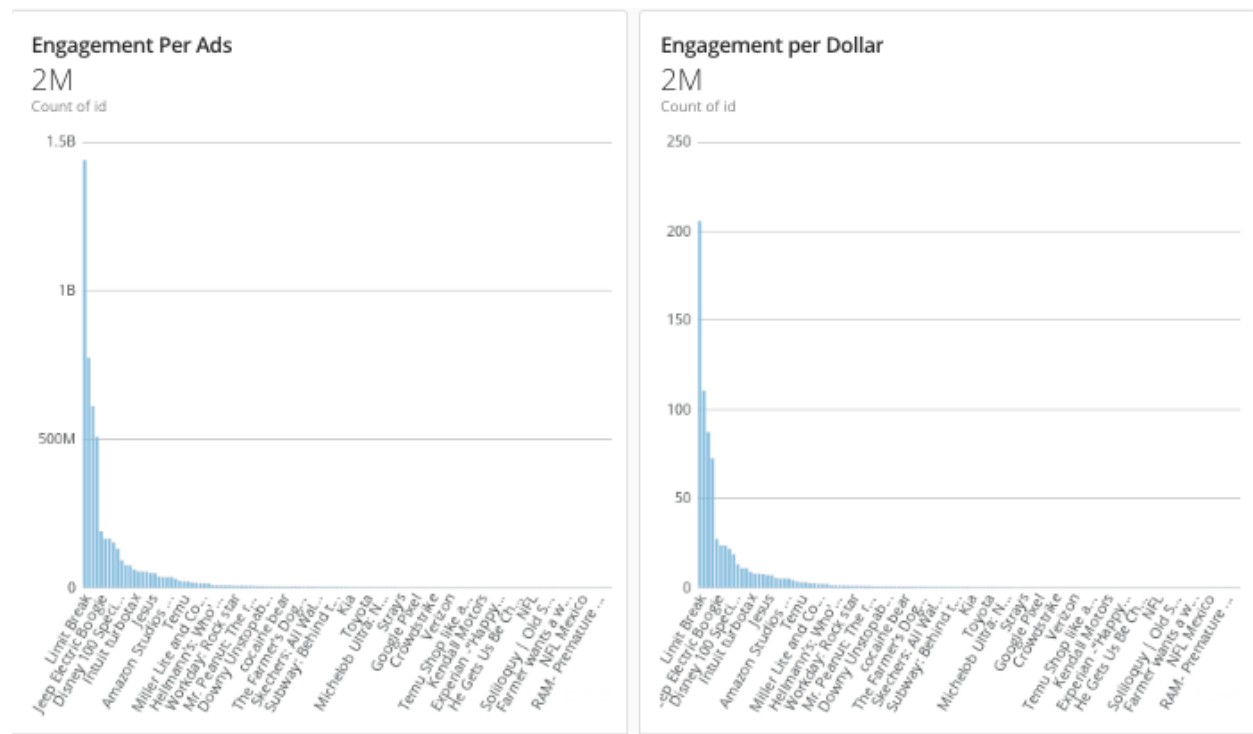 Engagement Per Ads
2M
Count of id
1.5B
1B
500M
0
Limit Break
Jeep Electric Boogie
Disney 100 Speci...
Intuit turbotax
Jesus
Amazon Studios ...
Temu
Miller Lite and Co...
Hellmann's: Who'...
Workday: Rock star
Mr. Peanut: The r...
Downy Unstopab...
cocaine bear
The Farmer's Dog...
Skechers: All Wal...
Subway: Behind t...
Kia
Toyota
Michelob Ultra: N...
Strays
Google Pixel
Crowdstrike
Verizon
Temu Shop like a...
Kendall Motors
Experian -"Happy...
He Gets Us Be Ch...
NFL
Soliloquy | Old S...
Farmer wants a w...
NFL Mexico
RAM- Premature ...
Engagement per Dollar
2M
Count of id
250
200
150
100
50
0
Limit Break
..ep Electric Boogie
Disney 100 Speci...
Intuit turbotax
Jesus
Amazon Studios ...
Temu
Miller Lite and Co...
Hellmann's: Who'...
Workday: Rock star
Mr. Peanut: The r...
Downy Unstopab...
cocaine bear
The Farmer's Dog...
Skechers: All Wal...
Subway: Behind t...
Kia
Toyota
Michelob Ultra: N...
Strays
Google Pixel
Crowdstrike
Verizon
Temu Shop like a...
Kendall Motors
Experian -"Happy...
He Gets Us Be Ch...
NFL
Soliloquy | Old S...
Farmer wants a w...
NFL Mexico
RAM- Premature ...